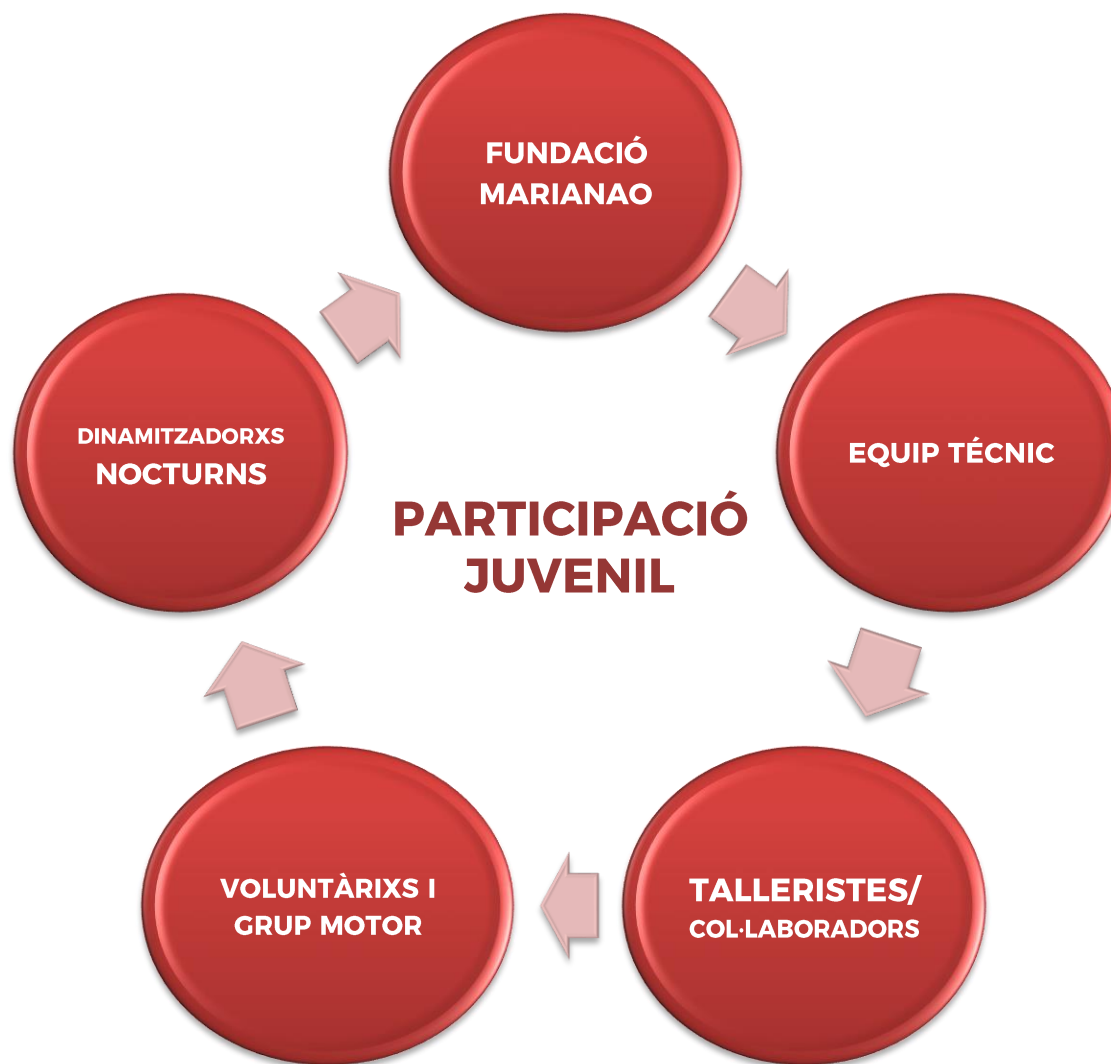 FUNDACIÓ
MARIANAO
EQUIP TÉCNIC
TALLERISTES/
COL·LABORADORS
VOLUNTÀRIXS I
GRUP MOTOR
DINAMITZADORXS
NOCTURNS
PARTICIPACIÓ
JUVENIL